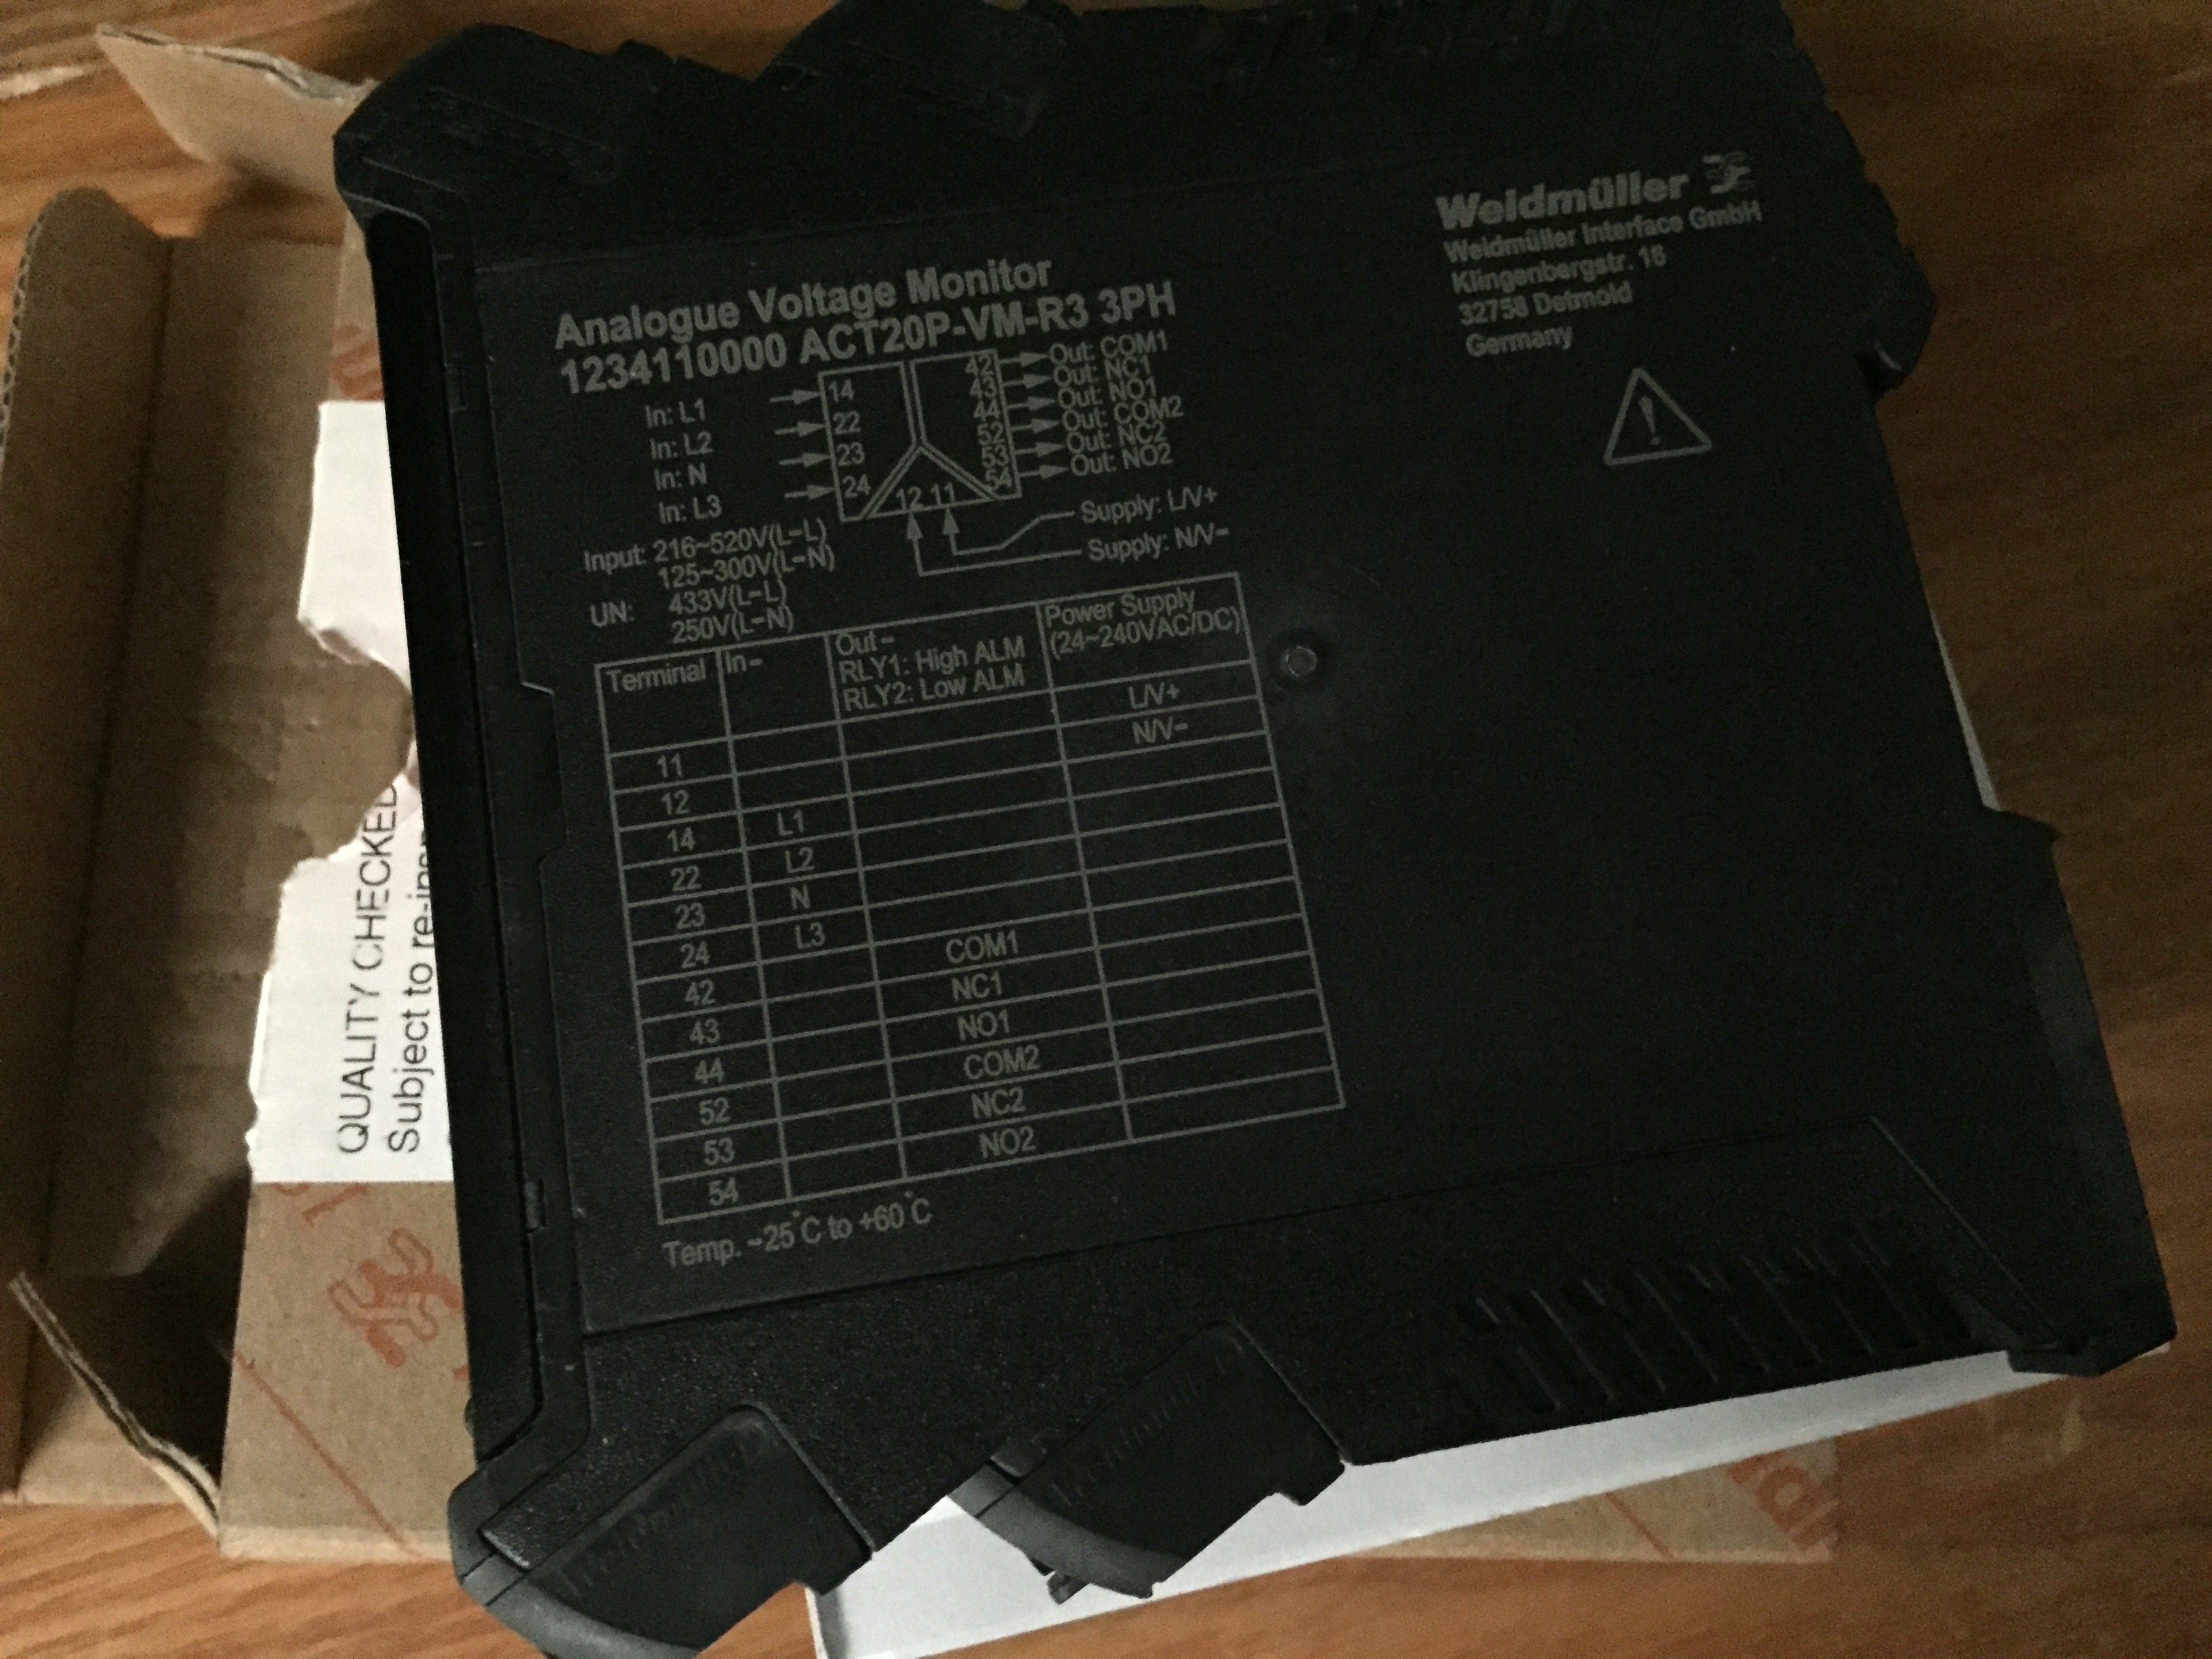 Weidmüller
Weidmüller Interface GmbH
Klingenbergstr. 16
32758 Detmold
Germany
Analogue Voltage Monitor
1234110000 ACT20P-VM-R3 3PH
In: L1
In: L2
In: N
In: L3
14
22
23
24
12 11
42
43
44
52
53
54
Out: COM1
Out: NC1
Out: NO1
Out: COM2
Out: NC2
Out: NO2
Supply: L/V+
Supply: N/V-
Input: 216~520V(L-L)
125~300V(L-N)
UN: 433V(L-L)
250V(L-N)
Terminal In- Out- Power Supply
RLY1: High ALM (24~240VAC/DC)
RLY2: Low ALM
11 L/V+
12 N/V-
14 L1
22 L2
23 N
24 L3
42 COM1
43 NC1
44 NO1
52 COM2
53 NC2
54 NO2
Temp. -25°C to +60°C
QUALITY CHECKED
Subject to
Weidmüller
Weidmüller